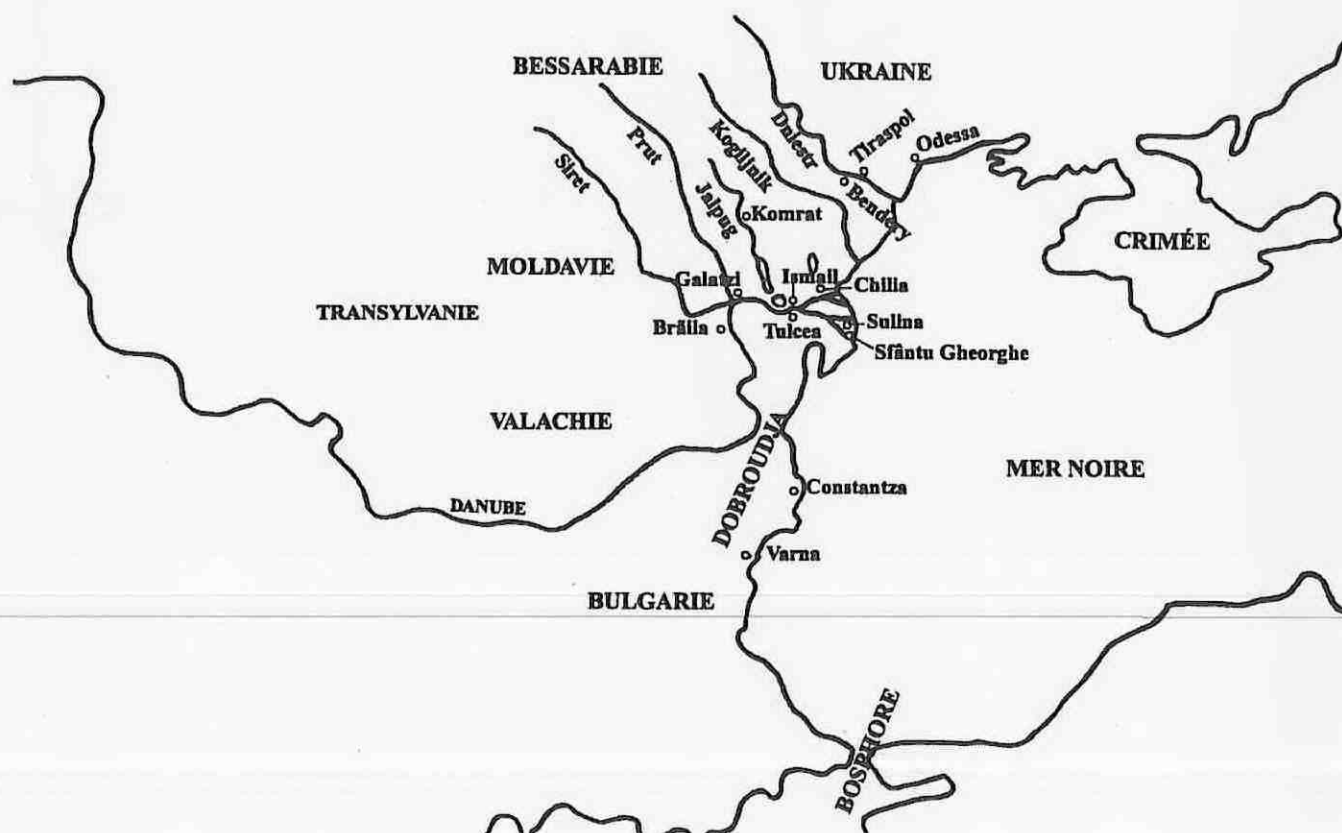 BESSARABIE
UKRAINE
Siret
Prut
Jalpug
Kogiljnik
Dniestr
Tiraspol
Odessa
Bendery
Komrat
CRIMÉE
MOLDAVIE
Galatzi
Ismail
Chilia
TRANSYLVANIE
Brăila
Tulcea
Sulina
Sfântu Gheorghe
VALACHIE
DOBROUDJA
MER NOIRE
DANUBE
Constantza
Varna
BULGARIE
BOSPHORE